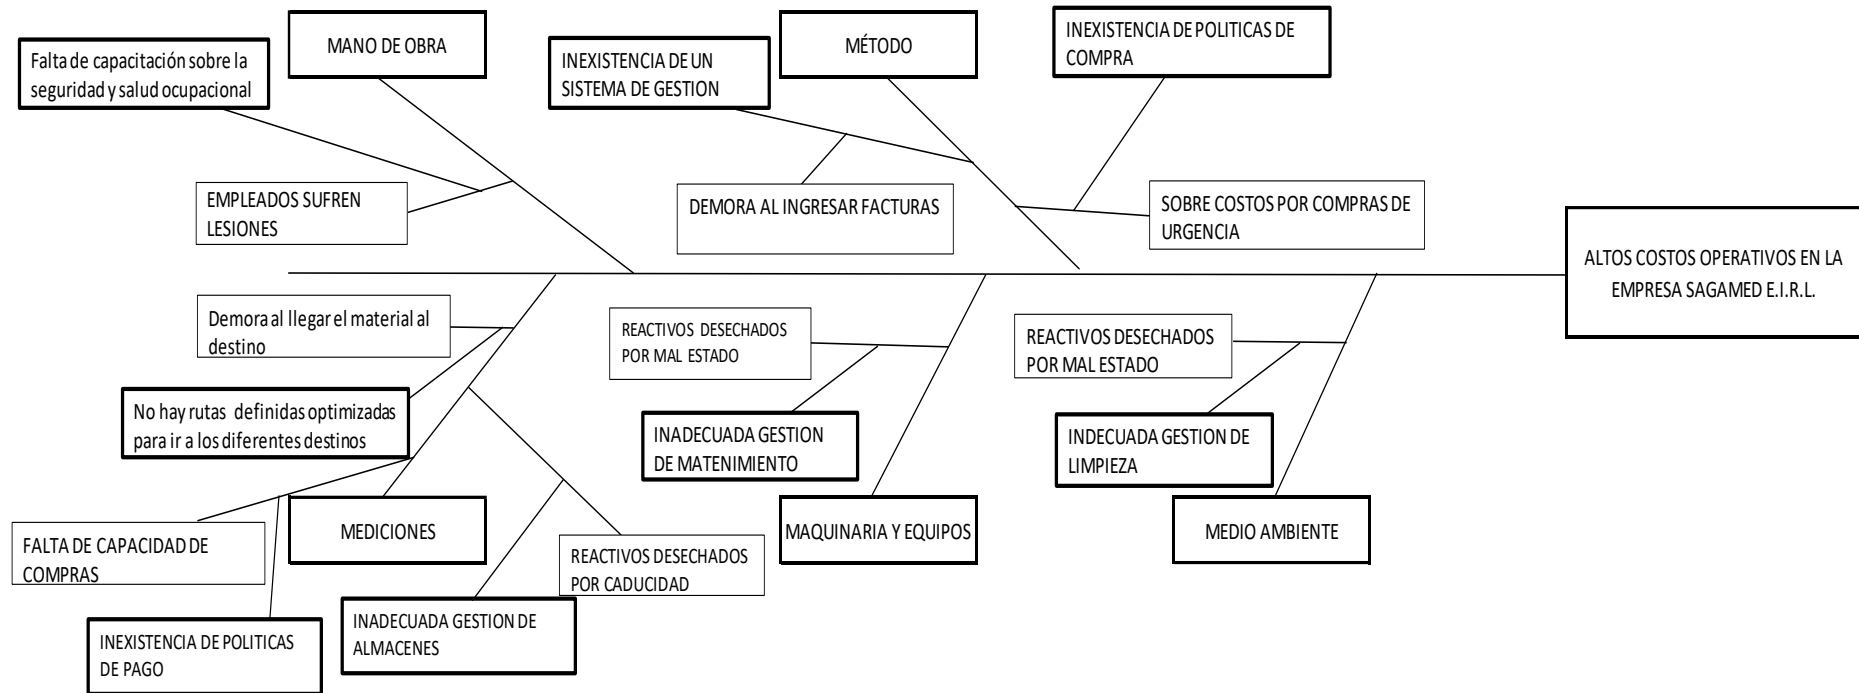 Falta de capacitación sobre la
seguridad y salud ocupacional
MANO DE OBRA
INEXISTENCIA DE UN
SISTEMA DE GESTION
MÉTODO
INEXISTENCIA DE POLITICAS DE
COMPRA
EMPLEADOS SUFREN
LESIONES
DEMORA AL INGRESAR FACTURAS
SOBRE COSTOS POR COMPRAS DE
URGENCIA
ALTOS COSTOS OPERATIVOS EN LA
EMPRESA SAGAMED E.I.R.L.
Demora al llegar el material al
destino
REACTIVOS DESECHADOS
POR MAL ESTADO
REACTIVOS DESECHADOS
POR MAL ESTADO
No hay rutas definidas optimizadas
para ir a los diferentes destinos
INADECUADA GESTION
DE MATENIMIENTO
INDECUADA GESTION DE
LIMPIEZA
FALTA DE CAPACIDAD DE
COMPRAS
MEDICIONES
REACTIVOS DESECHADOS
POR CADUCIDAD
MAQUINARIA Y EQUIPOS
MEDIO AMBIENTE
INEXISTENCIA DE POLITICAS
DE PAGO
INADECUADA GESTION DE
ALMACENES